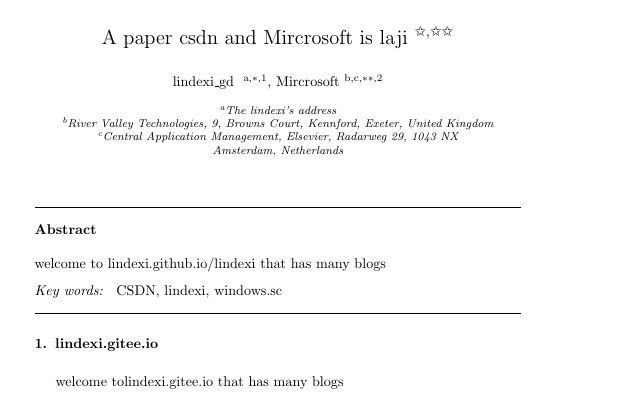 A paper csdn and Mircrosoft is laji ☆,☆☆
lindexi_gd a,∗,1, Mircrosoft b,c,∗∗,2
aThe lindexi's address
bRiver Valley Technologies, 9, Browns Court, Kennford, Exeter, United Kingdom
cCentral Application Management, Elsevier, Radarweg 29, 1043 NX
Amsterdam, Netherlands
Abstract
welcome to lindexi.github.io/lindexi that has many blogs
Key words: CSDN, lindexi, windows.sc
1. lindexi.gitee.io
welcome tolindexi.gitee.io that has many blogs